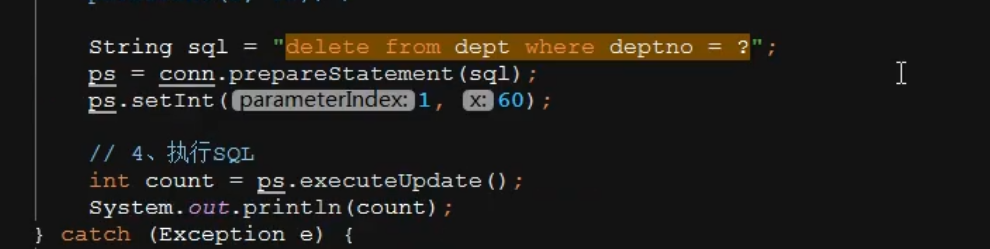 String sql = "delete from dept where deptno = ?";
ps = conn.prepareStatement(sql);
ps.setInt(parameterIndex: 1, x: 60);
// 4、执行SQL
int count = ps.executeUpdate();
System.out.println(count);
} catch (Exception e) {